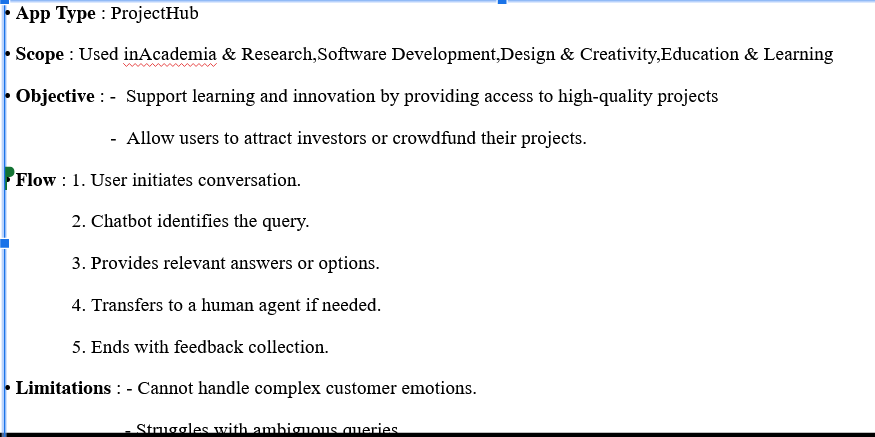 • App Type : ProjectHub
• Scope : Used inAcademia & Research,Software Development,Design & Creativity,Education & Learning
• Objective : - Support learning and innovation by providing access to high-quality projects
- Allow users to attract investors or crowdfund their projects.
• Flow : 1. User initiates conversation.
2. Chatbot identifies the query.
3. Provides relevant answers or options.
4. Transfers to a human agent if needed.
5. Ends with feedback collection.
• Limitations : - Cannot handle complex customer emotions.
- Struggles with ambiguous queries